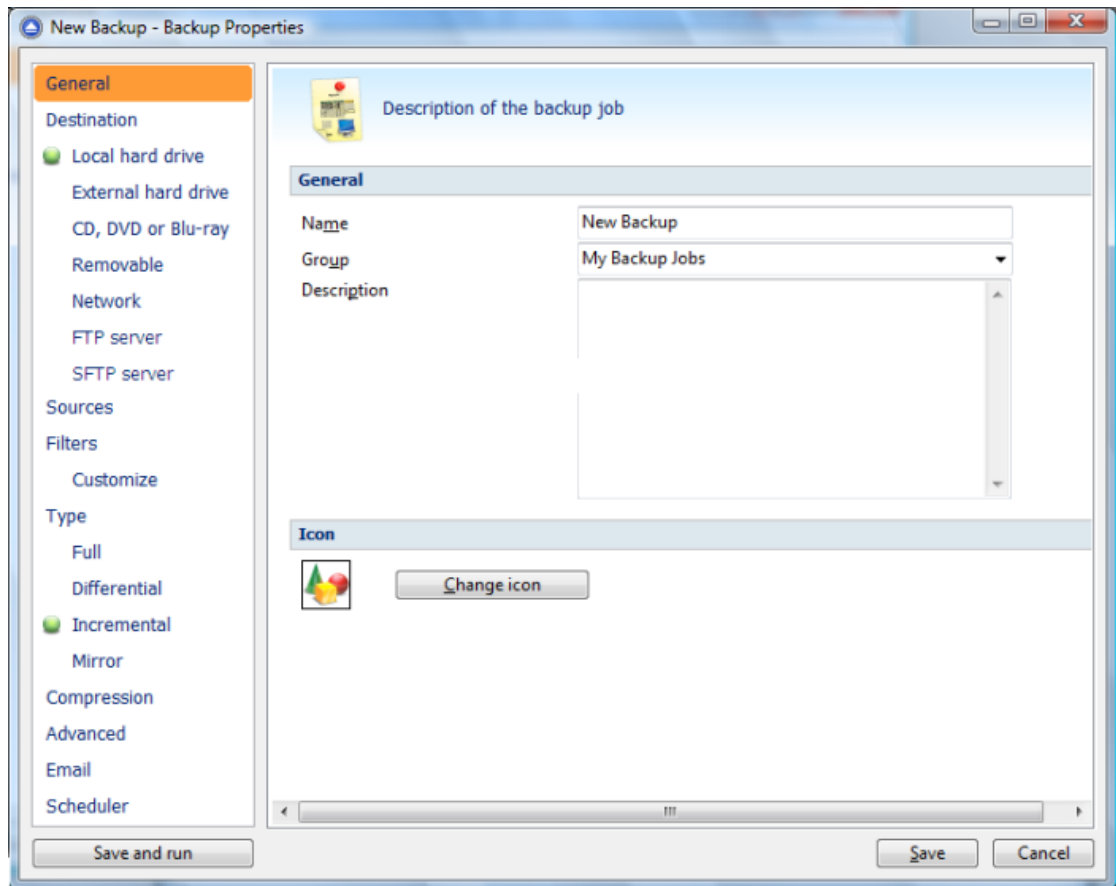 New Backup - Backup Properties
General
Destination
Local hard drive
External hard drive
CD, DVD or Blu-ray
Removable
Network
FTP server
SFTP server
Sources
Filters
Customize
Type
Full
Differential
Incremental
Mirror
Compression
Advanced
Email
Scheduler
Description of the backup job
General
Name New Backup
Group My Backup Jobs
Description
Icon
Change icon
Save and run Save Cancel